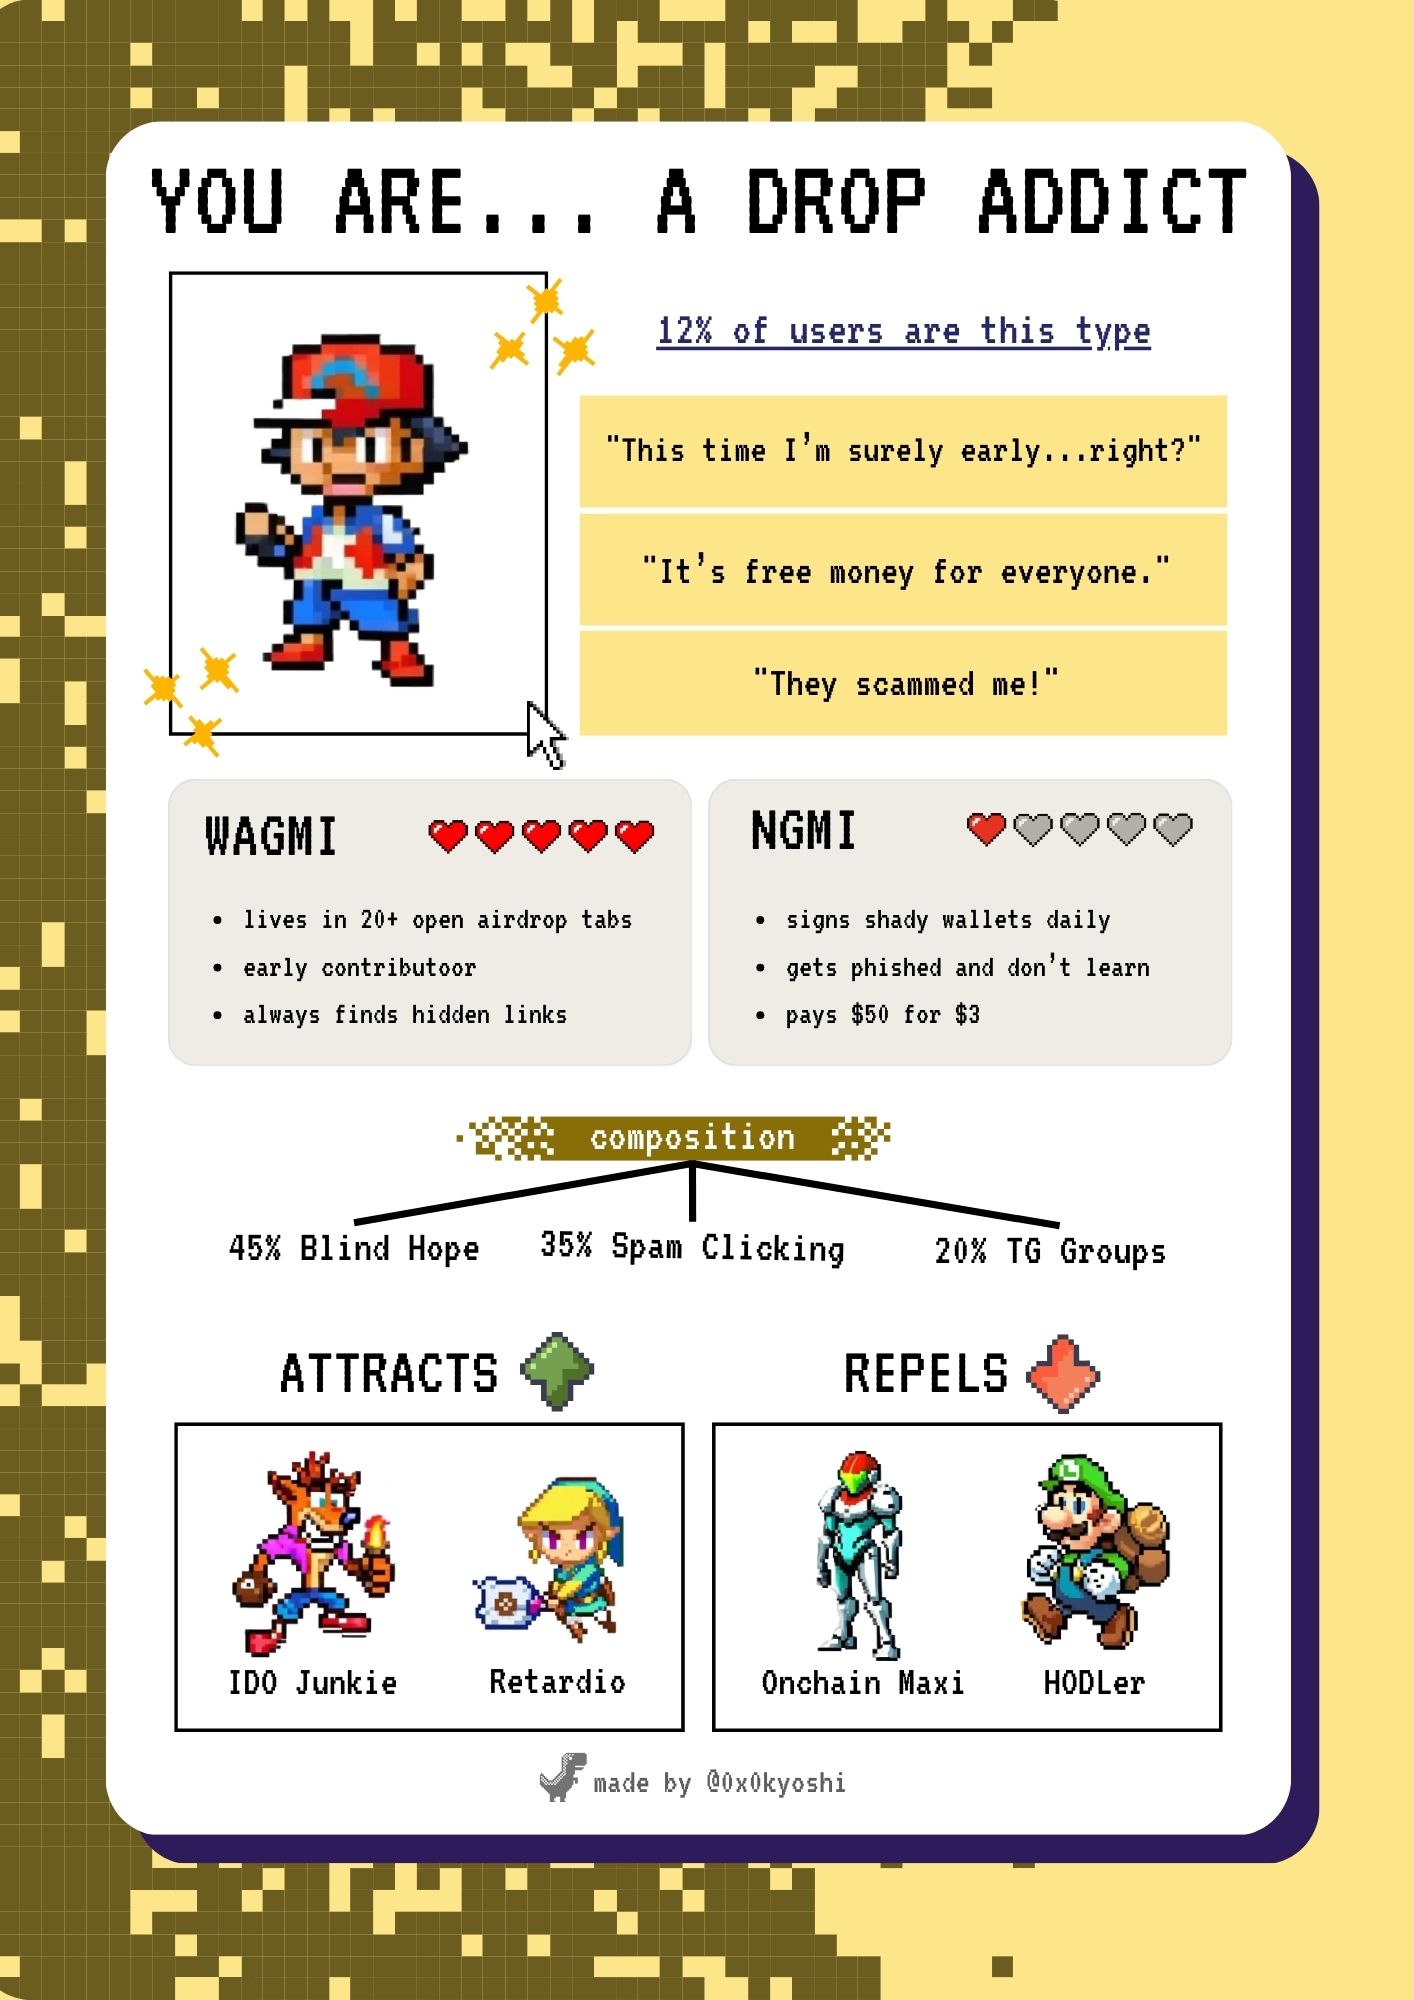 YOU ARE... A DROP ADDICT
12% of users are this type
"This time I'm surely early...right?"
"It's free money for everyone."
"They scammed me!"
WAGMI
• lives in 20+ open airdrop tabs
• early contributoor
• always finds hidden links
NGMI
• signs shady wallets daily
• gets phished and don't learn
• pays $50 for $3
composition
45% Blind Hope
35% Spam Clicking
20% TG Groups
ATTRACTS
REPELS
IDO Junkie
Retardio
Onchain Maxi
HODLer
L
made by @0x0kyoshi